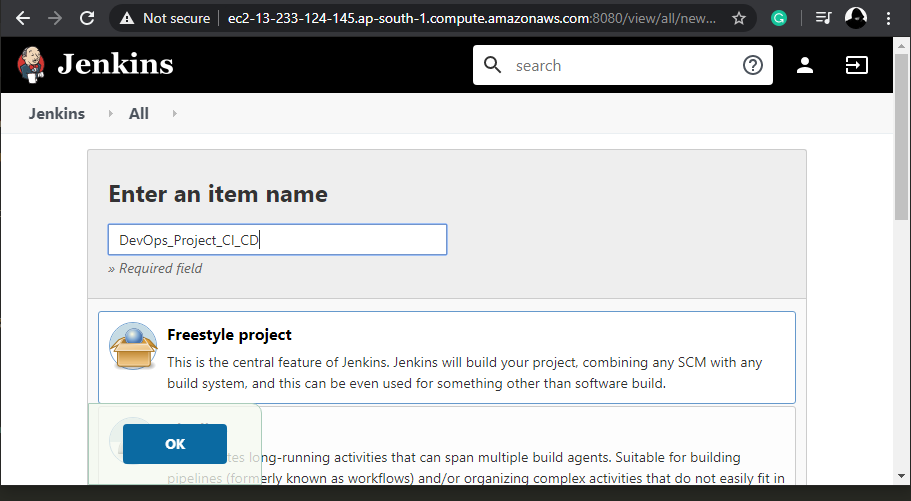 Not secure | ec2-13-233-124-145.ap-south-1.compute.amazonaws.com:8080/view/all/new...
Jenkins
search
Jenkins
All
Enter an item name
DevOps_Project_CI_CD
» Required field
Freestyle project
This is the central feature of Jenkins. Jenkins will build your project, combining any SCM with any
build system, and this can be even used for something other than software build.
OK
long-running activities that can span multiple build agents. Suitable for building
pipelines (formerly known as workflows) and/or organizing complex activities that do not easily fit in